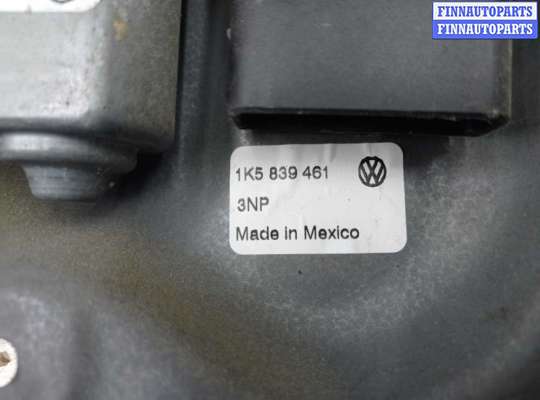 FINNAUTOPARTS
FINNAUTOPARTS
1K5 839 461
3NP
Made in Mexico